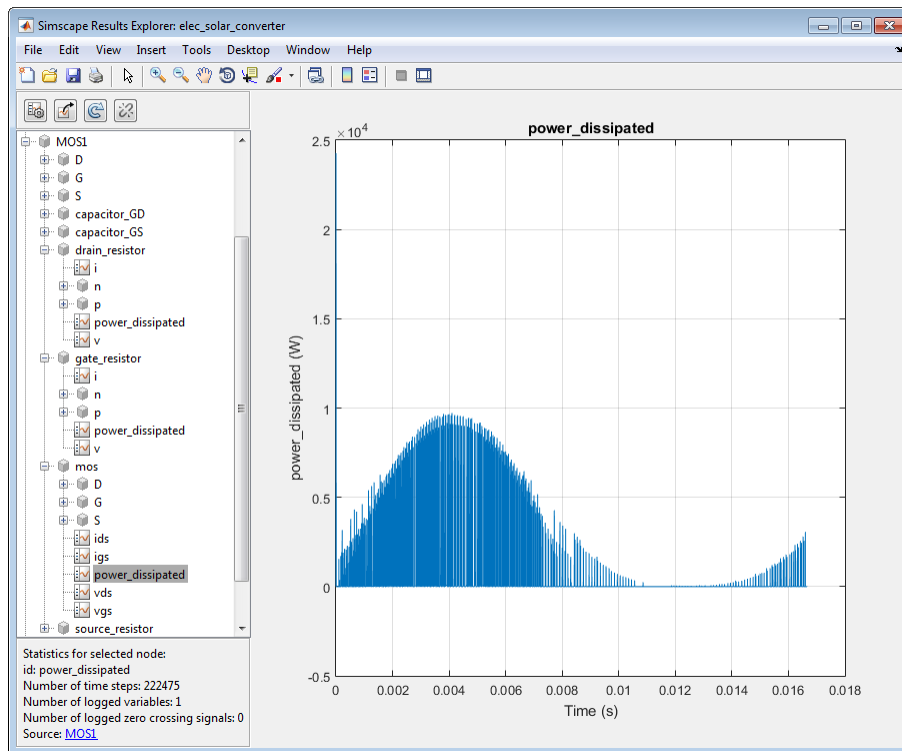 Simscape Results Explorer: elec_solar_converter
File Edit View Insert Tools Desktop Window Help
MOS1
D
G
S
capacitor_GD
capacitor_GS
drain_resistor
i
n
p
power_dissipated
v
gate_resistor
i
n
p
power_dissipated
v
mos
D
G
S
ids
igs
power_dissipated
vds
vgs
source_resistor
Statistics for selected node:
id: power_dissipated
Number of time steps: 222475
Number of logged variables: 1
Number of logged zero crossing signals: 0
Source: MOS1
power_dissipated
×10⁴
2.5
2
1.5
1
0.5
0
-0.5
power_dissipated (W)
0 0.002 0.004 0.006 0.008 0.01 0.012 0.014 0.016 0.018
Time (s)